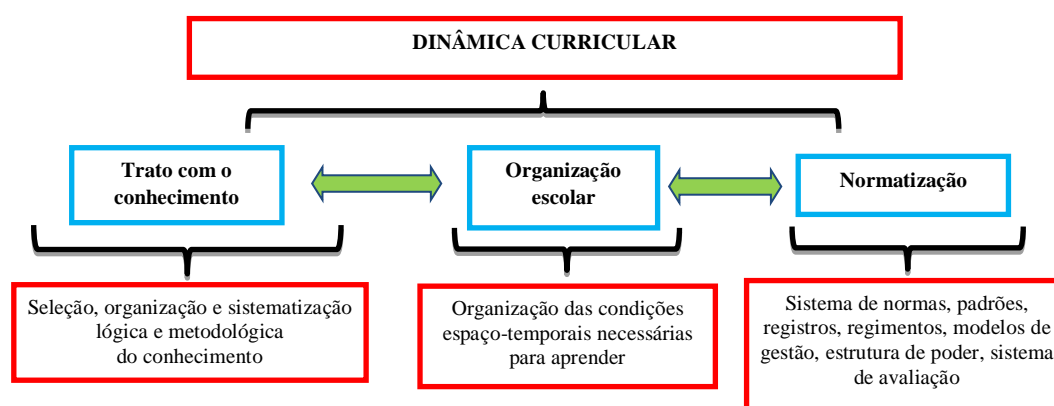 DINÂMICA CURRICULAR
Trato com o
conhecimento
Organização
escolar
Normatização
Seleção, organização e sistematização
lógica e metodológica
do conhecimento
Organização das condições
espaço-temporais necessárias
para aprender
Sistema de normas, padrões,
registros, regimentos, modelos de
gestão, estrutura de poder, sistema
de avaliação